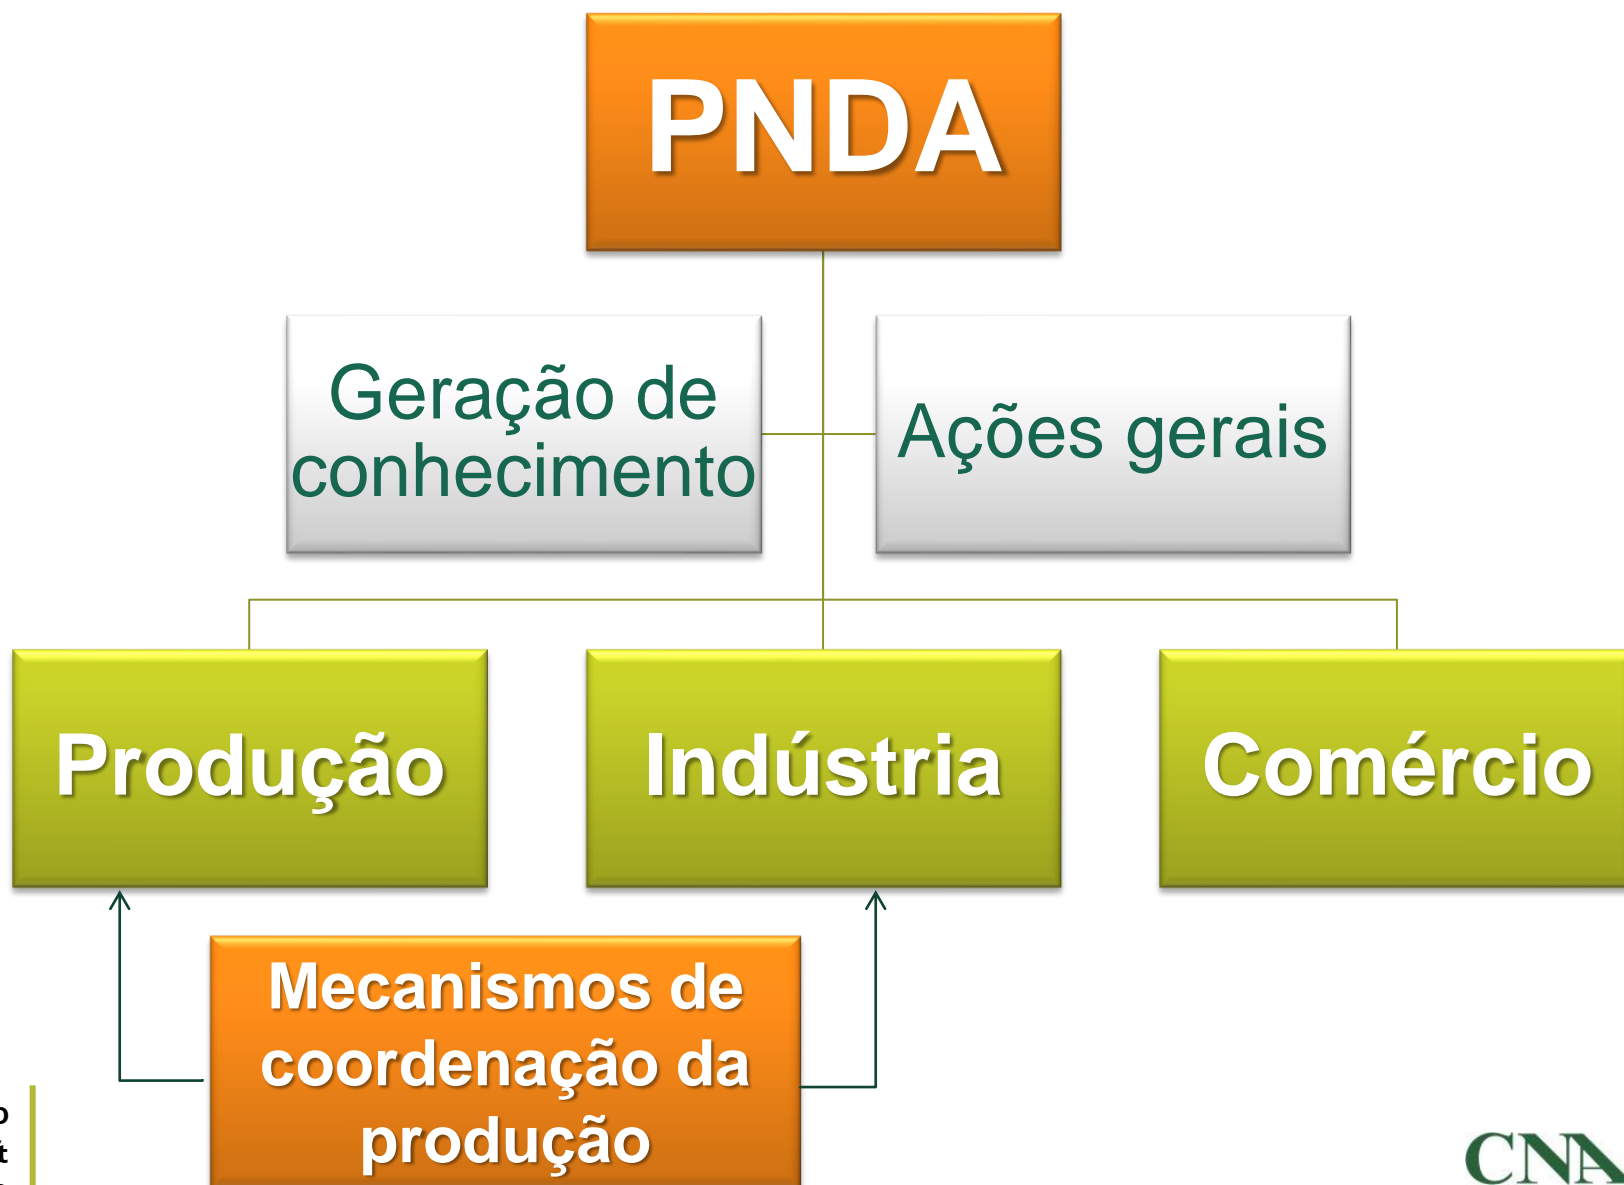 PNDA
Geração de
conhecimento
Ações gerais
Produção
Indústria
Comércio
Mecanismos de
coordenação da
produção
CNA